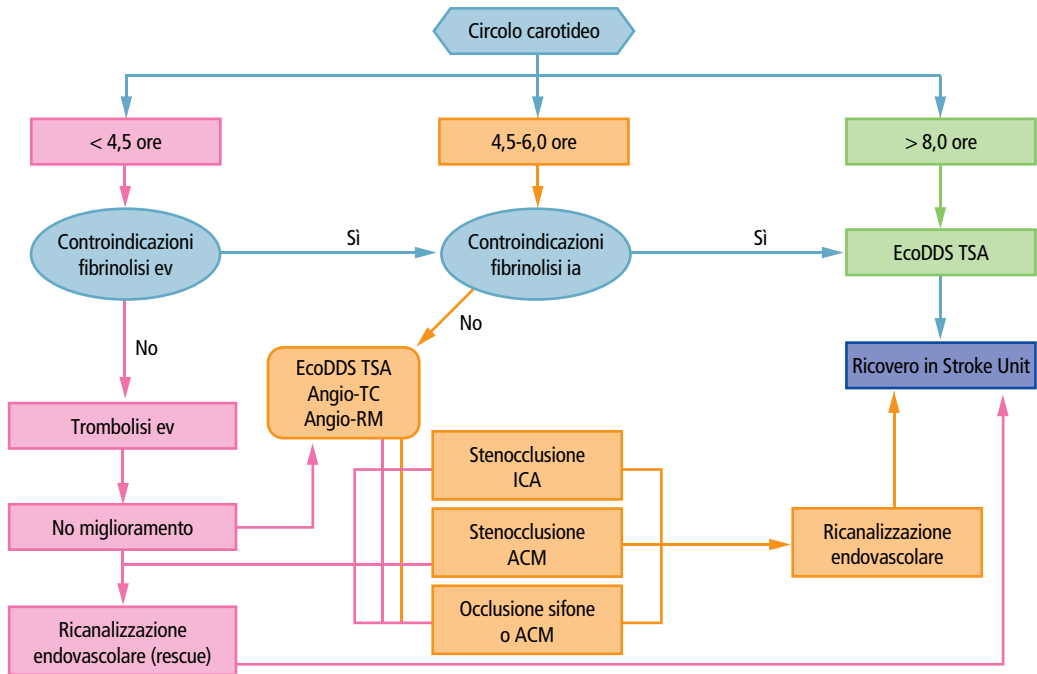 Circolo carotideo
< 4,5 ore
4,5-6,0 ore
> 8,0 ore
Controindicazioni
fibrinolisi ev
Sì
Controindicazioni
fibrinolisi ia
Sì
EcoDDS TSA
No
No
EcoDDS TSA
Angio-TC
Angio-RM
Ricovero in Stroke Unit
Trombolisi ev
Stenocclusione
ICA
No miglioramento
Stenocclusione
ACM
Ricanalizzazione
endovascolare
Occlusione sifone
o ACM
Ricanalizzazione
endovascolare (rescue)